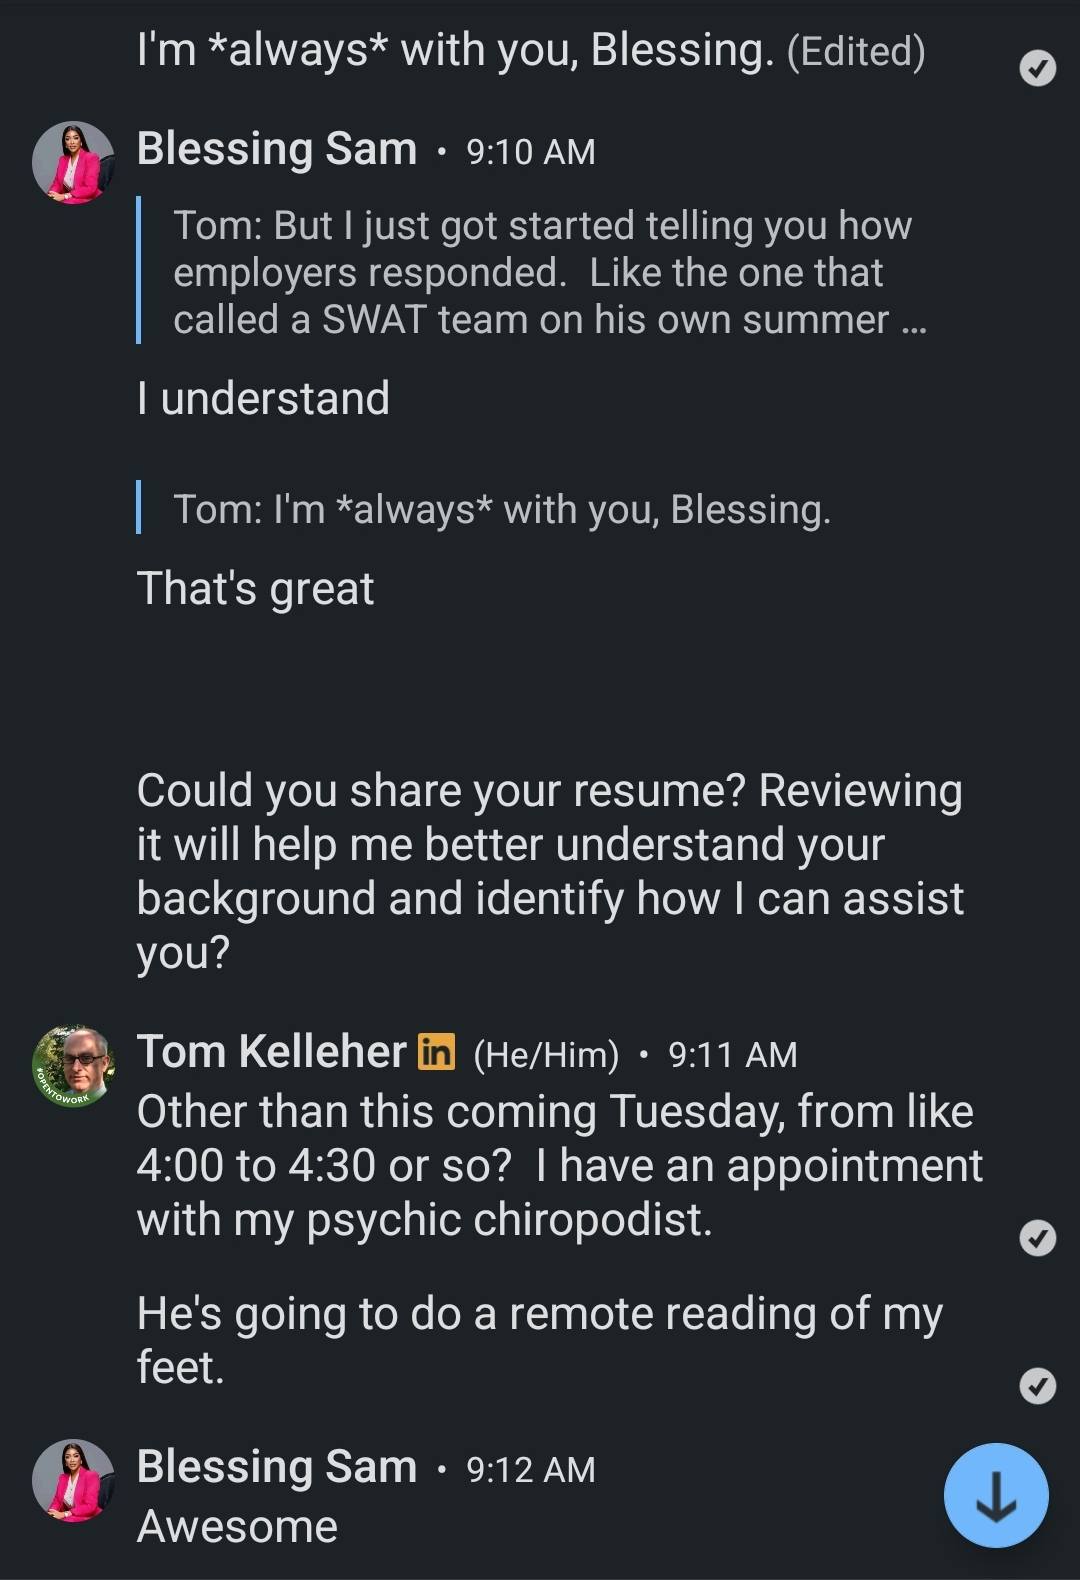 I'm *always* with you, Blessing. (Edited)
Blessing Sam • 9:10 AM
Tom: But I just got started telling you how
employers responded.  Like the one that
called a SWAT team on his own summer ...
I understand
Tom: I'm *always* with you, Blessing.
That's great
Could you share your resume? Reviewing
it will help me better understand your
background and identify how I can assist
you?
Tom Kelleher in (He/Him) • 9:11 AM
#OPENTOWORK
Other than this coming Tuesday, from like
4:00 to 4:30 or so?  I have an appointment
with my psychic chiropodist.
He's going to do a remote reading of my
feet.
Blessing Sam • 9:12 AM
Awesome